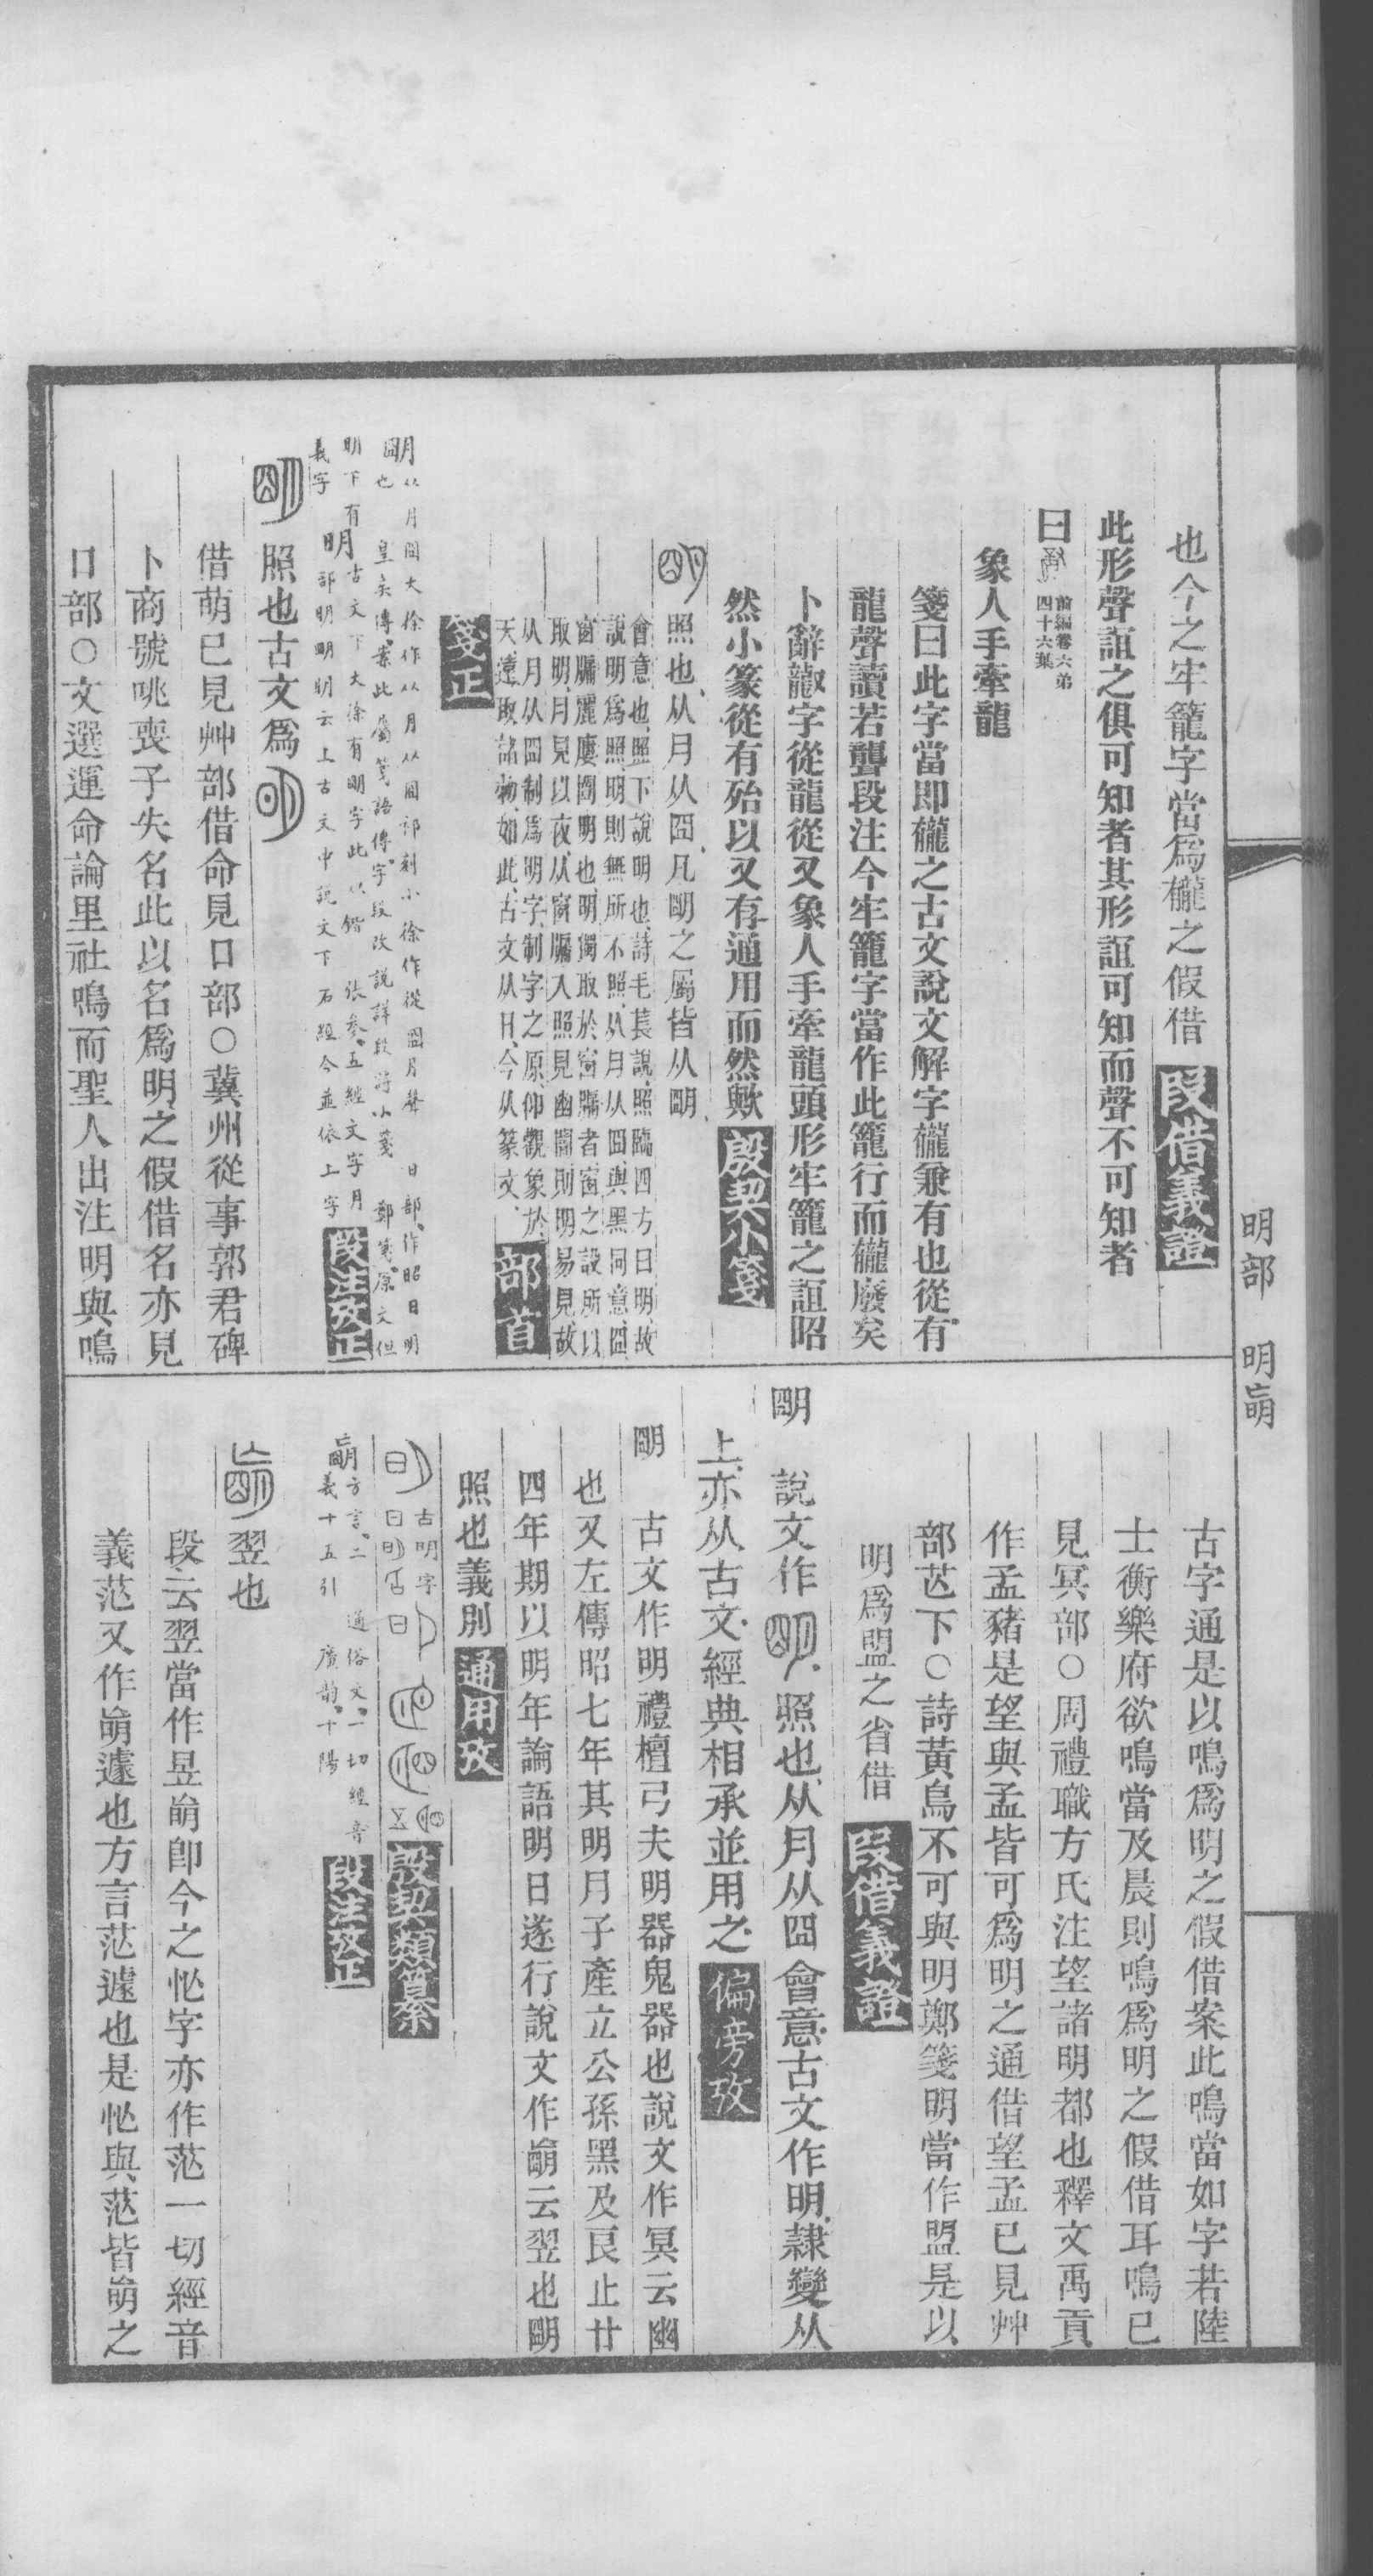 明部　明䀄
也今之牢籠字當爲櫳之假借　段借義證
此形聲誼之俱可知者其形誼可知而聲不可知者
曰　前編卷六弟
四十六葉
象人手牽龍
箋曰此字當即龓之古文說文解字龓兼有也從有
龍聲讀若聾段注今牢籠字當作此籠行而龓廢矣
卜辭字從龍從又象人手牽龍頭形牢籠之誼昭
然小篆從有殆以又有通用而然歟　殷契小箋
照也从月从囧凡朙之屬皆从朙
會意也照下說明也詩毛萇說照臨四方曰明故
說明爲照明則無所不照从月从囧與黑同意囧
窗牖麗廔闓明也明獨取於窗牖者窗之設所以
取明月見以夜从窗牖入照見幽闇則明易見故
从月从囧制爲明字制字之原仰觀象於
天遠取諸物如此古文从日今从篆文　部首
箋正
朙从月囧大徐作从月从囧祁刻小徐作從囧月聲　日部作昭日明
囧也　皇矣傳案此屬箋語傳字段改說詳段注小箋　鄭箋原文但
明下有明古文下大徐有朙字此以鍇　張參五經文字月
義字　部明朙明云上古文中說文下石經今並依上字　段注攷正
照也古文爲
借萌已見艸部借命見口部○冀州從事郭君碑
卜商號咷喪子失名此以名爲明之假借名亦見
口部○文選運命論里社鳴而聖人出注明與鳴
古字通是以鳴爲明之假借案此鳴當如字若陸
士衡樂府欲鳴當及晨則鳴爲明之假借耳鳴已
見冥部○周禮職方氏注望諸明都也釋文禹貢
作孟豬是望與孟皆可爲明之通借望孟已見艸
部芒下○詩黃鳥不可與明鄭箋明當作盟是以
明爲盟之省借　段借義證
朙　說文作　照也从月从囧會意古文作明隸變从
上亦从古文經典相承並用之　偏旁攷
朙　古文作明禮檀弓夫明器鬼器也說文作冥云幽
也又左傳昭七年其明月子產立公孫黑及良止廿
四年期以明年論語明日遂行說文作云翌也朙
照也義別　通用攷
古明字　殷契類纂
方言二　通俗文一切經音
義十五引　廣韵十陽　段注攷正
翌也
段云翌當作昱即今之忙字亦作茫一切經音
義茫又作遽也方言茫遽也是忙與茫皆之